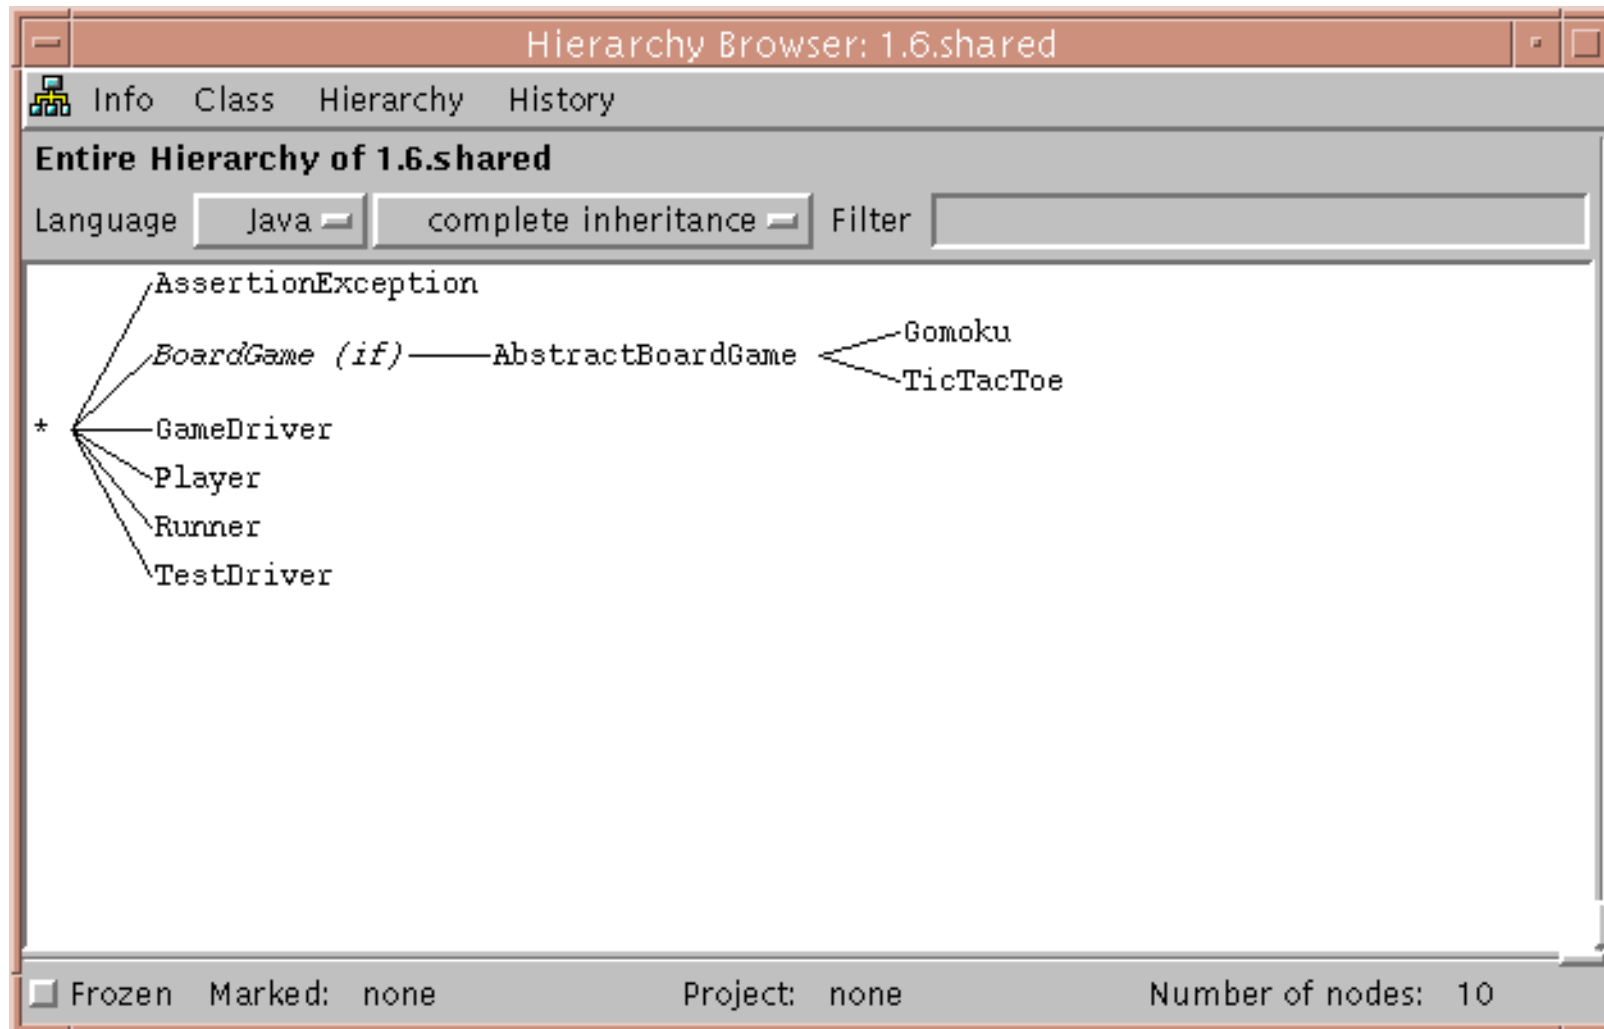 Hierarchy Browser: 1.6.shared
Info Class Hierarchy History
Entire Hierarchy of 1.6.shared
Language Java complete inheritance Filter
AssertionException
BoardGame (if) AbstractBoardGame
Gomoku
TicTacToe
* GameDriver
Player
Runner
TestDriver
Frozen Marked: none Project: none Number of nodes: 10